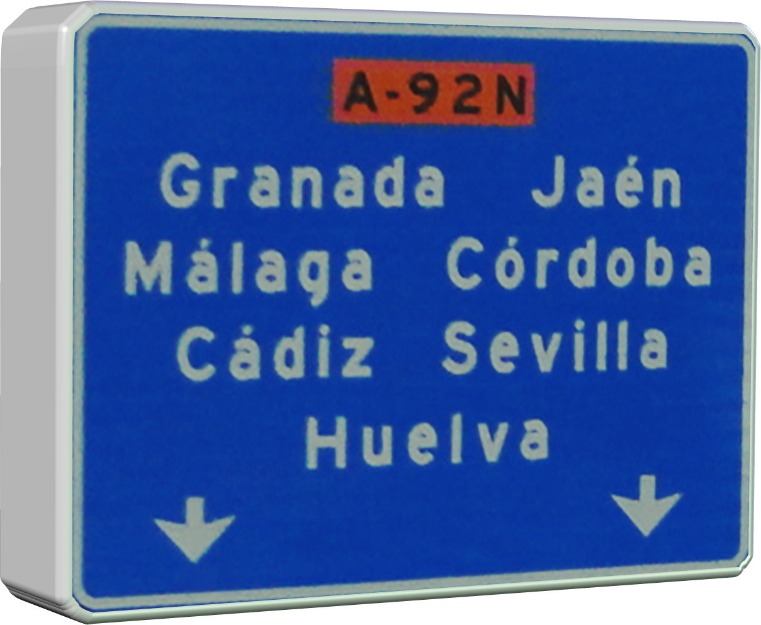 A-92N
Granada Jaén
Málaga Córdoba
Cádiz Sevilla
Huelva